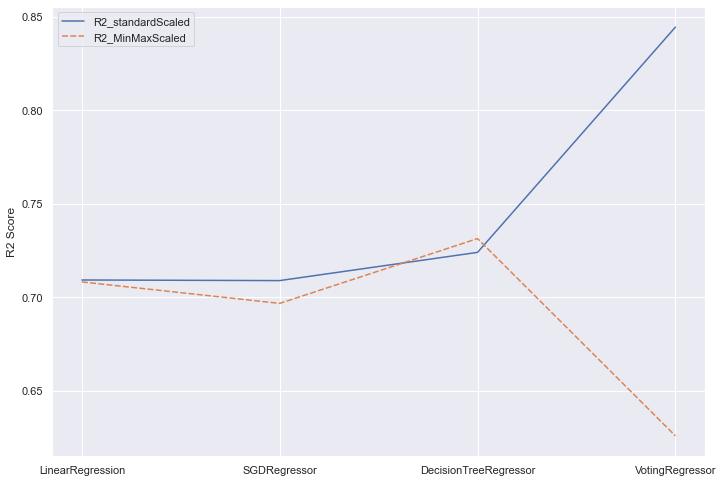 R2_standardScaled
R2_MinMaxScaled
0.85
0.80
0.75
0.70
0.65
R2 Score
LinearRegression
SGDRegressor
DecisionTreeRegressor
VotingRegressor